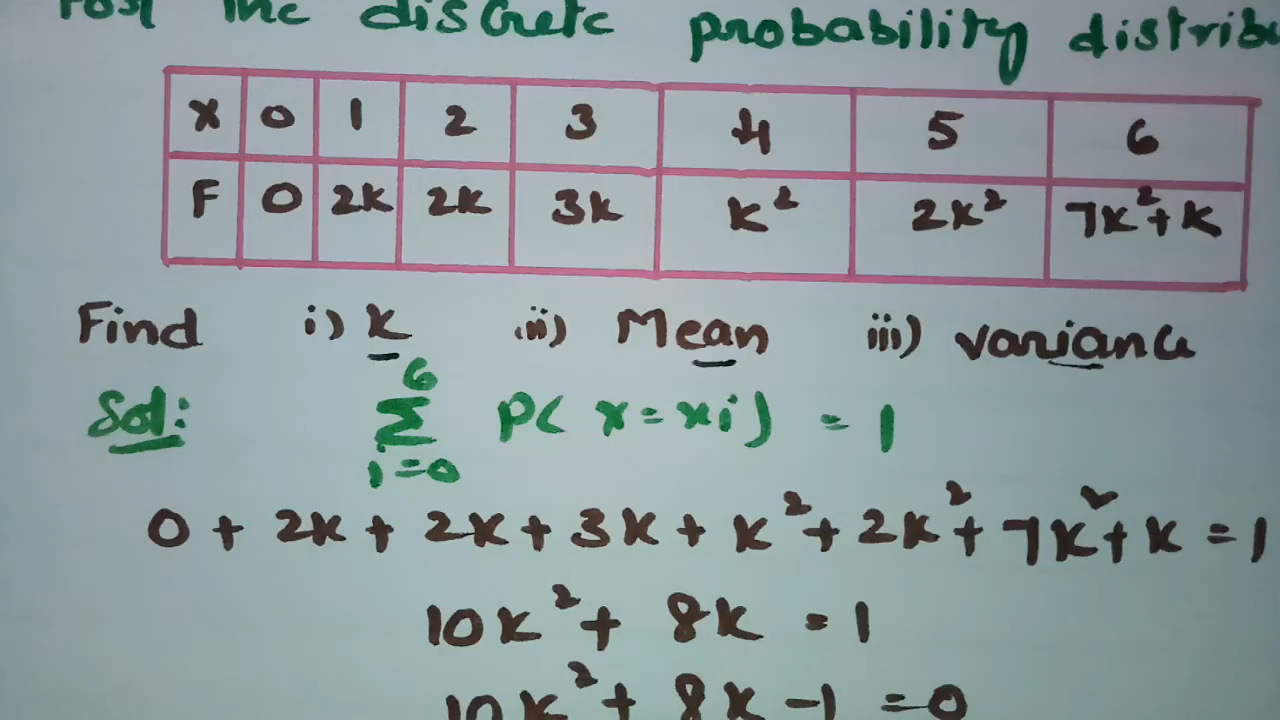 the discrete probability distribu
X 0 1 2 3 4 5 6
F 0 2k 2k 3k k² 2k² 7k²+k
Find i) k ii) Mean iii) variance
Sol: 6
Σ P( x = xi ) = 1
i=0
0 + 2k + 2k + 3k + k² + 2k² + 7k² + k = 1
10k² + 8k = 1
10k² + 8k - 1 = 0